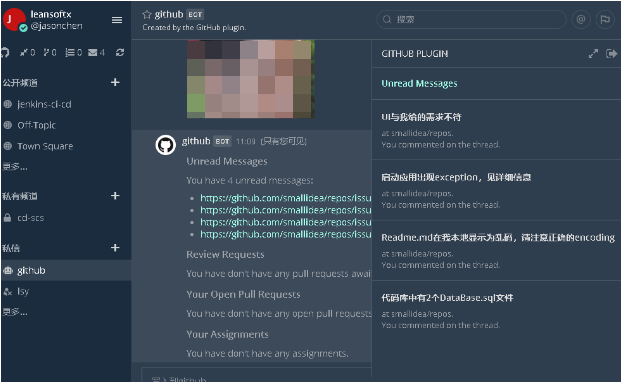 leansoftx
@jasonchen
0 0 0 4
公开频道
jenkins-ci-cd
Off-Topic
Town Square
更多...
私有频道
cd-scs
私信
github
lsy
更多...
github BOT
Created by the GitHub plugin.
搜索
github BOT 11:09 (只有您可见)
Unread Messages
You have 4 unread messages:
https://github.com/smallidea/repos/issu
https://github.com/smallidea/repos/issu
https://github.com/smallidea/repos/issu
https://github.com/smallidea/repos/issu
Review Requests
You have don't have any pull requests awai
Your Open Pull Requests
You have don't have any open pull requests
Your Assignments
You have don't have any assignments.
写入到github
GITHUB PLUGIN
Unread Messages
UI与我给的需求不符
at smallidea/repos.
You commented on the thread.
启动应用出现exception，见详细信息
at smallidea/repos.
You commented on the thread.
Readme.md在我本地显示为乱码，请注意正确的encoding
at smallidea/repos.
You commented on the thread.
代码库中有2个DataBase.sql文件
at smallidea/repos.
You commented on the thread.